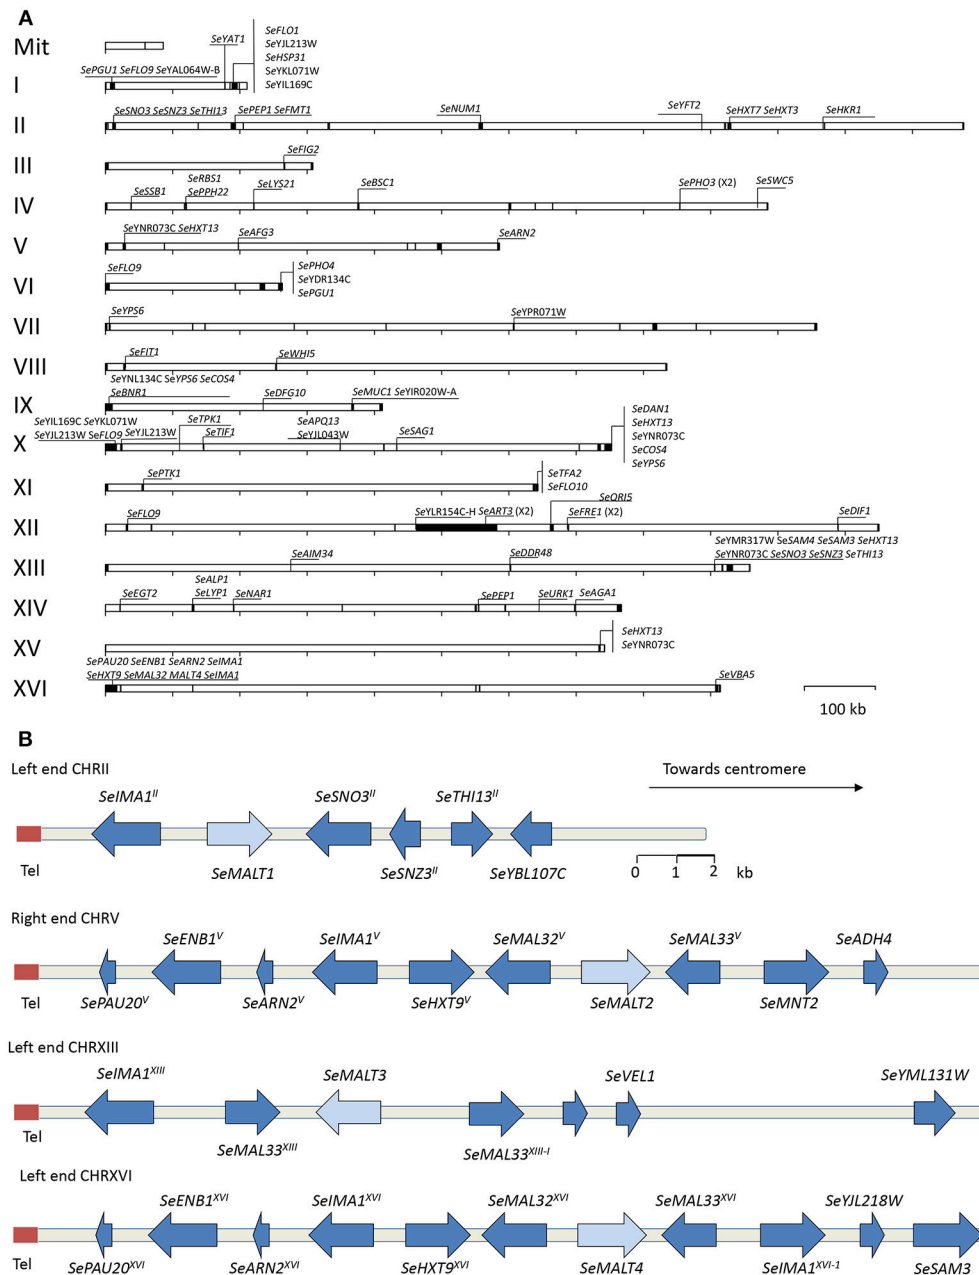 A
Mit
SeYAT1
SeFLO1
SeYJL213W
SeHSP31
SeYKL071W
SeYIL169C
SePGU1 SeFLO9 SeYAL064W-B
I
SeSNO3 SeSNZ3 SeTHI13
SePEP1 SeFMT1
SeNUM1
SeYFT2
SeHXT7 SeHXT3
SeHKR1
II
SeFIG2
III
SeRBS1
SeSSB1
SePPH22
SeLYS21
SeBSC1
SePHO3 (X2)
SeSWC5
IV
SeYNR073C SeHXT13
SeAFG3
SeARN2
V
SeFLO9
SePHO4
SeYDR134C
SePGU1
VI
SeYPS6
SeYPR071W
VII
SeFIT1
SeWHI5
VIII
SeYNL134C SeYPS6 SeCOS4
SeBNR1
SeDFG10
SeMUC1 SeYIR020W-A
IX
SeYIL169C SeYKL071W
SeYJL213W SeFLO9
SeYJL213W
SeTPK1
SeTIF1
SeAPQ13
SeYJL043W
SeSAG1
SeDAN1
SeHXT13
SeYNR073C
SeCOS4
SeYPS6
X
SePTK1
SeTFA2
SeFLO10
XI
SeFLO9
SeYLR154C-H
SeART3 (X2)
SeORI5
SeFRE1 (X2)
SeDIF1
XII
SeYMR317W SeSAM4 SeSAM3 SeHXT13
SeYNR073C SeSNO3 SeSNZ3 SeTHI13
SeAIM34
SeDDR48
XIII
SeALP1
SeEGT2
SeLYP1
SeNAR1
SePEP1
SeURK1
SeAGA1
XIV
SeHXT13
SeYNR073C
XV
SePAU20 SeENB1 SeARN2 SeIMA1
SeHXT9 SeMAL32 MALT4 SeIMA1
SeVBA5
XVI
100 kb
B
Left end CHRII
Towards centromere
SeIMA1II
SeSNO3II
SeTHI13II
Tel
SeMALT1
SeSNZ3II
SeYBL107C
0 1 2 kb
Right end CHRV
SeENB1V
SeIMA1V
SeMAL32V
SeMAL33V
SeADH4
Tel
SePAU20V
SeARN2V
SeHXT9V
SeMALT2
SeMNT2
Left end CHRXIII
SeIMA1XIII
SeMALT3
SeVEL1
SeYML131W
Tel
SeMAL33XIII
SeMAL33XIII-I
Left end CHRXVI
SeENB1XVI
SeIMA1XVI
SeMAL32XVI
SeMAL33XVI
SeYJL218W
Tel
SePAU20XVI
SeARN2XVI
SeHXT9XVI
SeMALT4
SeIMA1XVI-1
SeSAM3